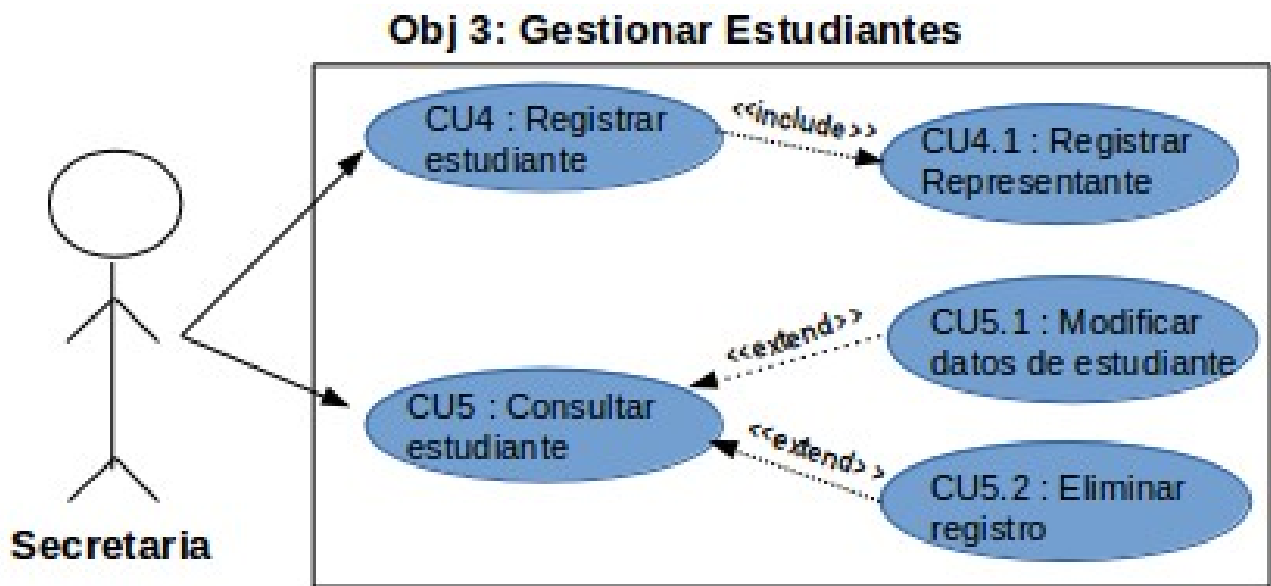 Obj 3: Gestionar Estudiantes
CU4 : Registrar
estudiante
<<include>>
CU4.1 : Registrar
Representante
CU5.1 : Modificar
datos de estudiante
<<extend>>
CU5 : Consultar
estudiante
<<extend>>
CU5.2 : Eliminar
registro
Secretaria